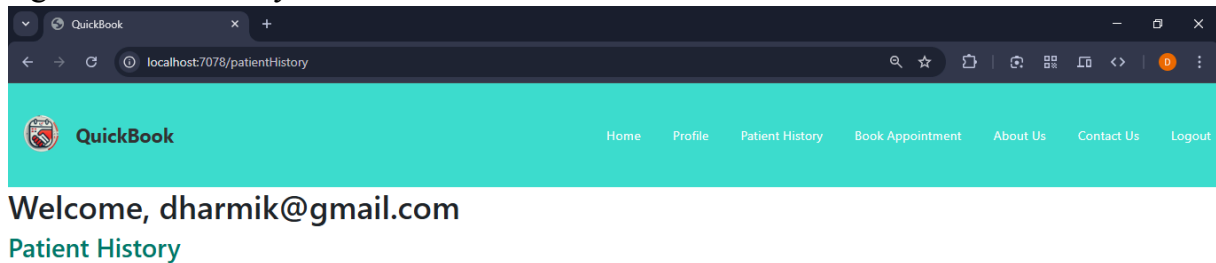 QuickBook
localhost:7078/patientHistory
D
QuickBook Home Profile Patient History Book Appointment About Us Contact Us Logout
Welcome, dharmik@gmail.com
Patient History